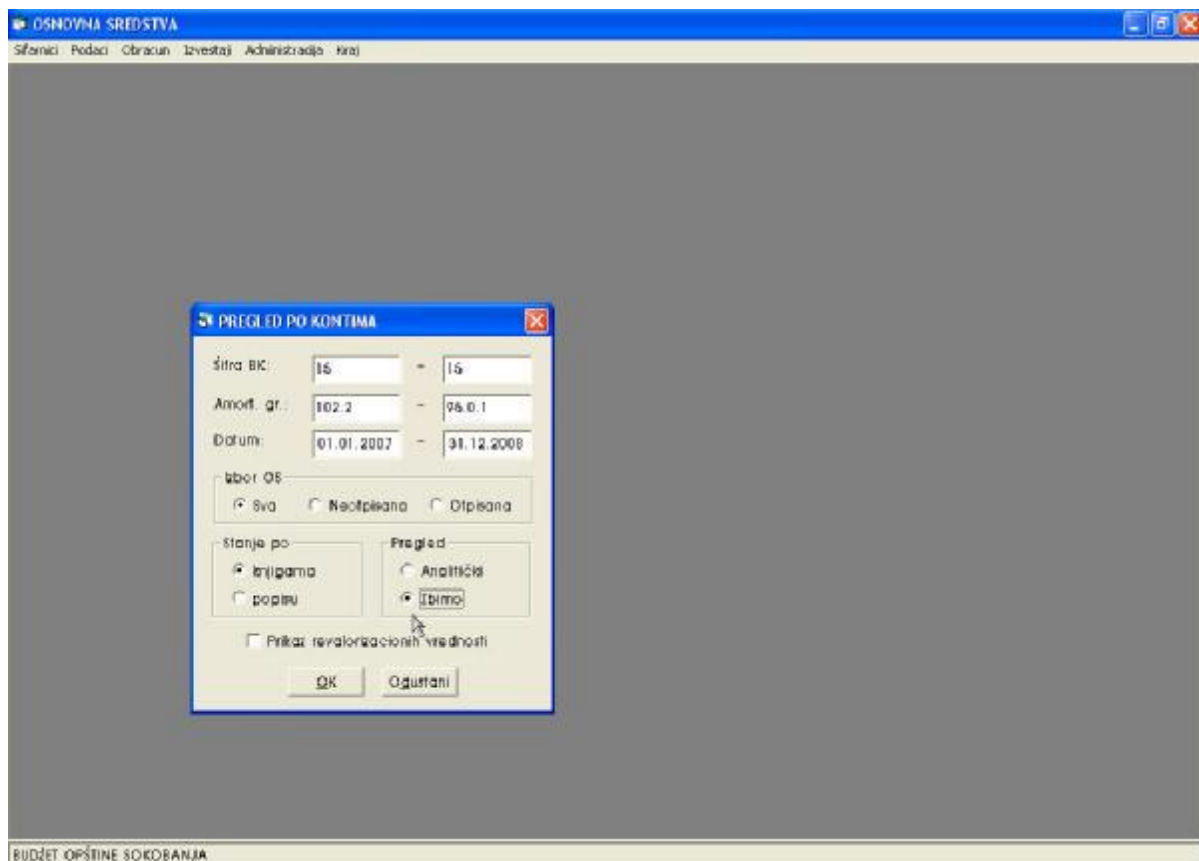 OSNOVNA SREDSTVA
Sifarnici Podaci Obracun Izvestaji Administracija Kraj
PREGLED PO KONTIMA
Šifra BK: 15 - 15
Amort. gr.: 102.2 - 96.0.1
Datum: 01.01.2007 - 31.12.2008
Izbor OS
Sva Neotpisana Otpisana
Stanje po Pregled
knjigama Analitički
popisu Zbirno
Prikaz revalorizacionih vrednosti
OK Odustani
BUDŽET OPŠTINE SOKOBANJA